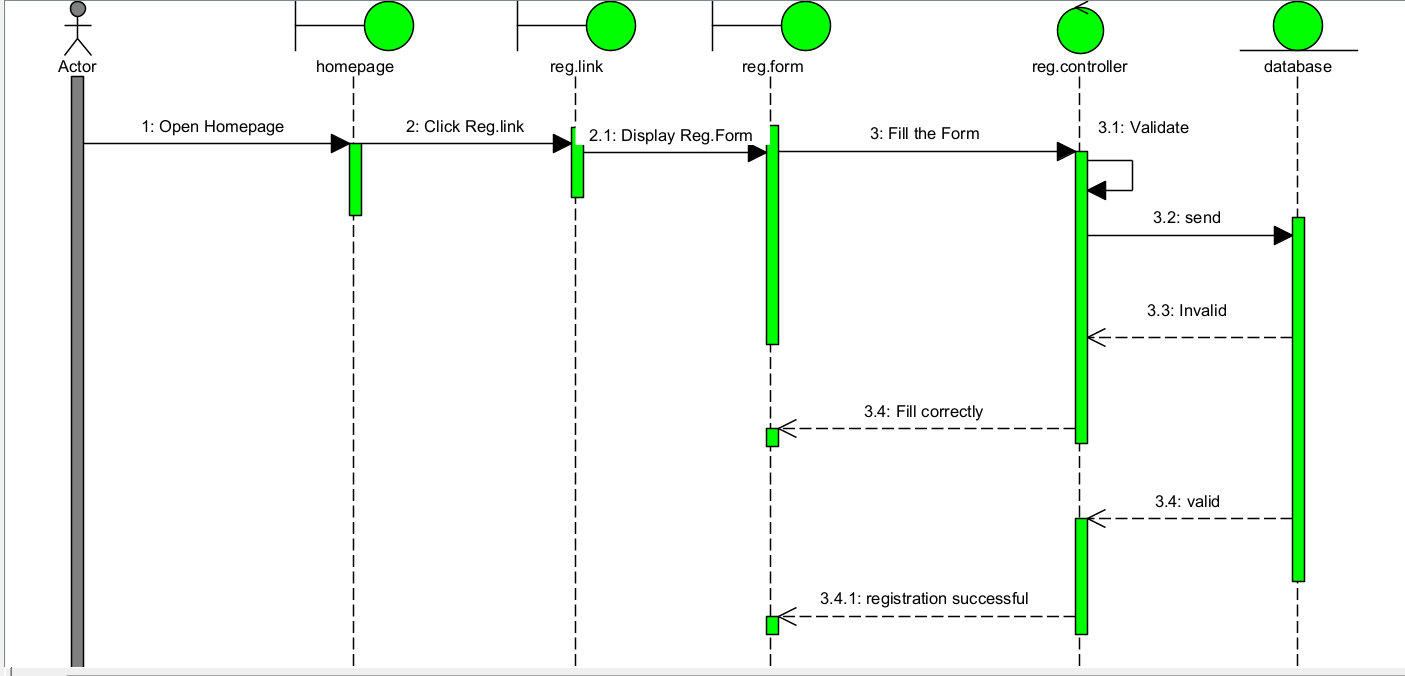 Actor
homepage
reg.link
reg.form
reg.controller
database
1: Open Homepage
2: Click Reg.link
2.1: Display Reg.Form
3: Fill the Form
3.1: Validate
3.2: send
3.3: Invalid
3.4: Fill correctly
3.4: valid
3.4.1: registration successful